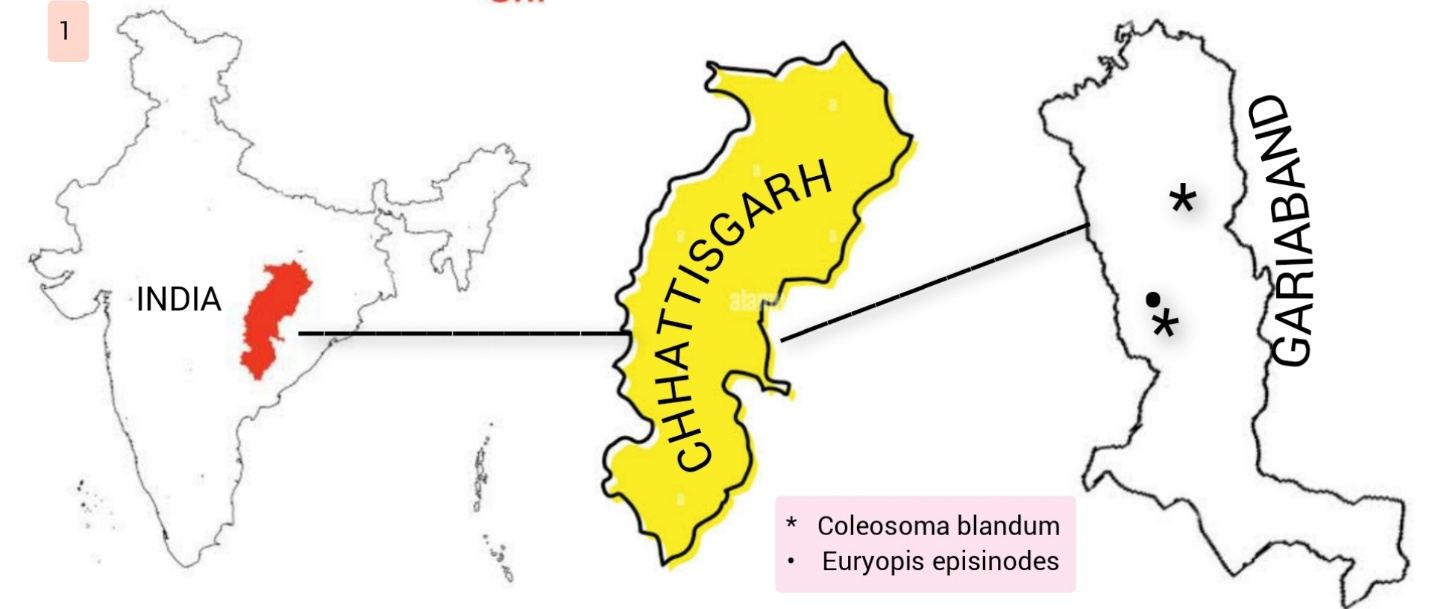 1
INDIA
CHHATTISGARH
GARIABAND
* Coleosoma blandum
• Euryopis episinodes